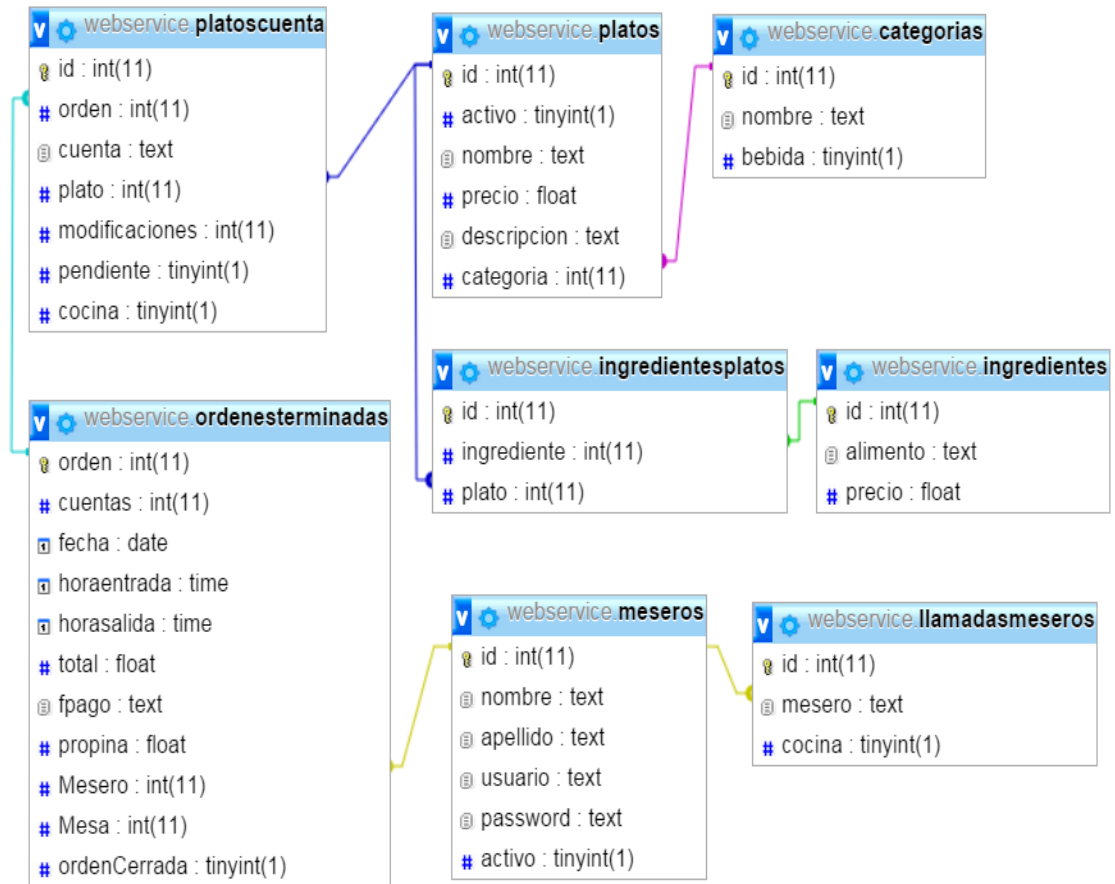 webservice.platoscuenta
id : int(11)
orden : int(11)
cuenta : text
plato : int(11)
modificaciones : int(11)
pendiente : tinyint(1)
cocina : tinyint(1)
webservice.platos
id : int(11)
activo : tinyint(1)
nombre : text
precio : float
descripcion : text
categoria : int(11)
webservice.categorias
id : int(11)
nombre : text
bebida : tinyint(1)
webservice.ingredientesplatos
id : int(11)
ingrediente : int(11)
plato : int(11)
webservice.ingredientes
id : int(11)
alimento : text
precio : float
webservice.ordenesterminadas
orden : int(11)
cuentas : int(11)
fecha : date
horaentrada : time
horasalida : time
total : float
fpago : text
propina : float
Mesero : int(11)
Mesa : int(11)
ordenCerrada : tinyint(1)
webservice.meseros
id : int(11)
nombre : text
apellido : text
usuario : text
password : text
activo : tinyint(1)
webservice.llamadasmeseros
id : int(11)
mesero : text
cocina : tinyint(1)